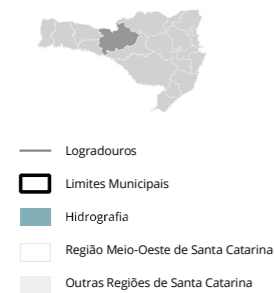 Logradouros
Limites Municipais
Hidrografia
Região Meio-Oeste de Santa Catarina
Outras Regiões de Santa Catarina